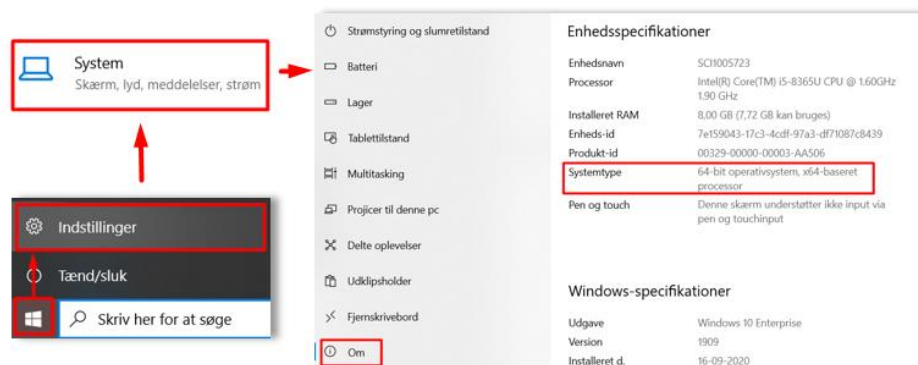 System
Skærm, lyd, meddelelser, strøm
Indstillinger
Tænd/sluk
Skriv her for at søge
Strømstyring og slumretilstand
Batteri
Lager
Tablettilstand
Multitasking
Projicer til denne pc
Delte oplevelser
Udklipsholder
Fjernskrivebord
Om
Enhedsspecifikationer
Enhedsnavn SCI1005723
Processor Intel(R) Core(TM) i5-8365U CPU @ 1.60GHz
1.90 GHz
Installeret RAM 8,00 GB (7,72 GB kan bruges)
Enheds-id 7e159043-17c3-4cdf-97a3-df71087c8439
Produkt-id 00329-00000-00003-AA506
Systemtype 64-bit operativsystem, x64-baseret
processor
Pen og touch Denne skærm understøtter ikke input via
pen og touchinput
Windows-specifikationer
Udgave Windows 10 Enterprise
Version 1909
Installeret d. 16-09-2020